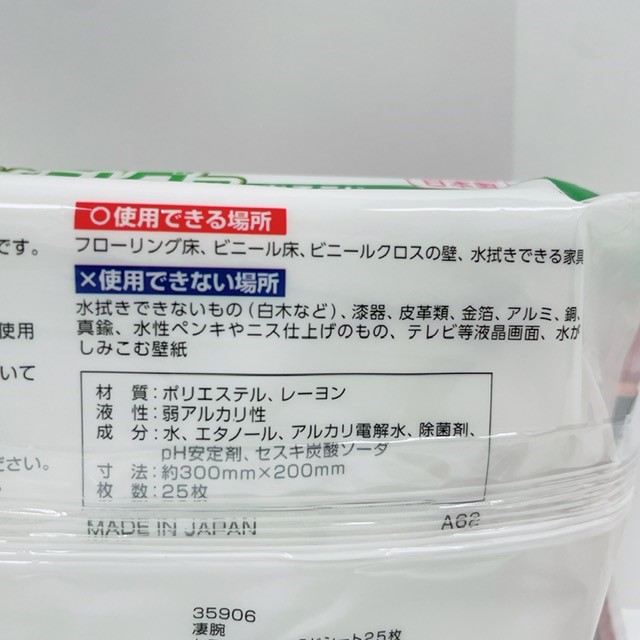 日本製
○使用できる場所
です。
フローリング床、ビニール床、ビニールクロスの壁、水拭きできる家具
×使用できない場所
水拭きできないもの(白木など)、漆器、皮革類、金箔、アルミ、銅、
使用
真鍮、水性ペンキやニス仕上げのもの、テレビ等液晶画面、水が
しみこむ壁紙
いて
材 質:ポリエステル、レーヨン
液 性:弱アルカリ性
成 分:水、エタノール、アルカリ電解水、除菌剤、
pH安定剤、セスキ炭酸ソーダ
ださい。
寸 法:約300mm×200mm
枚 数:25枚
MADE IN JAPAN A62
35906
凄腕
シート25枚